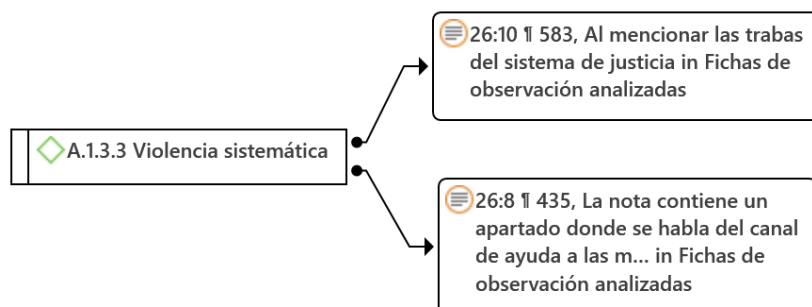 A.1.3.3 Violencia sistemática
26:10 ¶ 583, Al mencionar las trabas
del sistema de justicia in Fichas de
observación analizadas
26:8 ¶ 435, La nota contiene un
apartado donde se habla del canal
de ayuda a las m... in Fichas de
observación analizadas